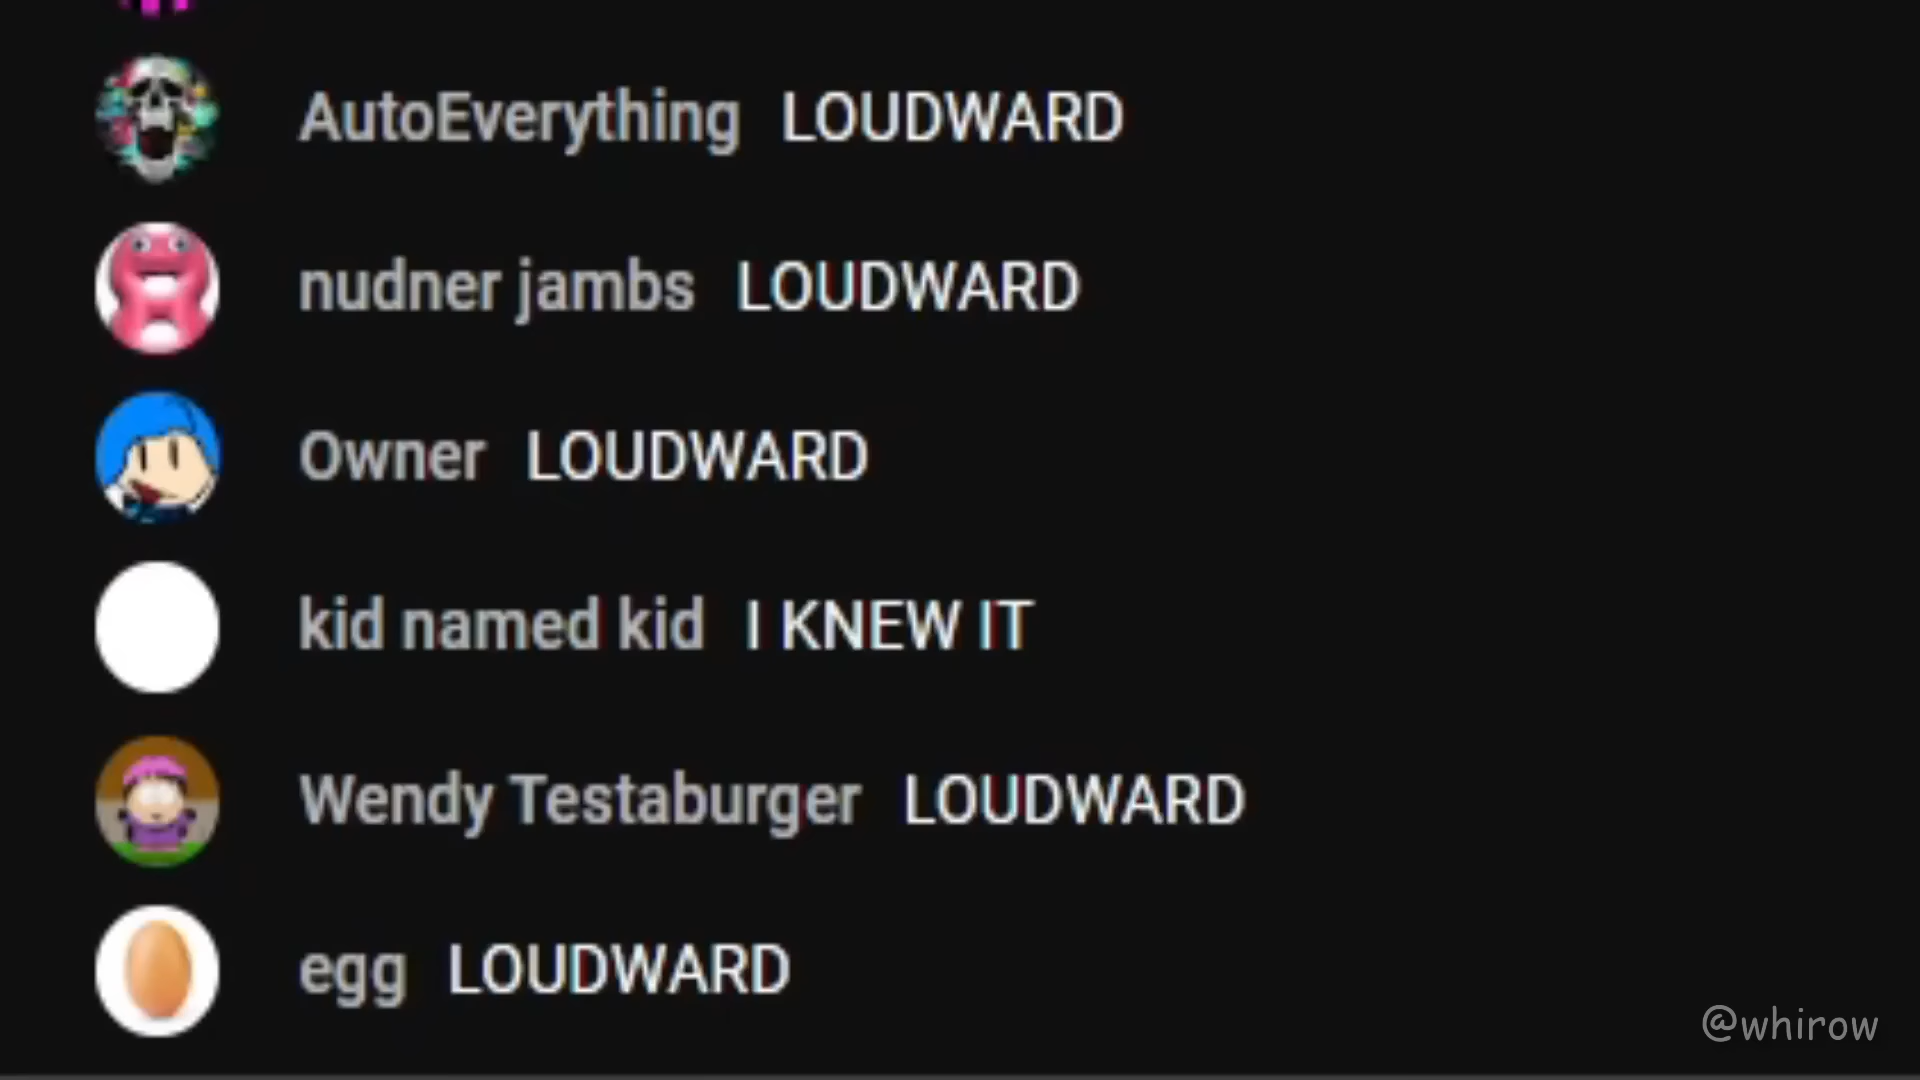 AutoEverything LOUDWARD
nudner jambs LOUDWARD
Owner LOUDWARD
kid named kid I KNEW IT
Wendy Testaburger LOUDWARD
egg LOUDWARD
@whirow